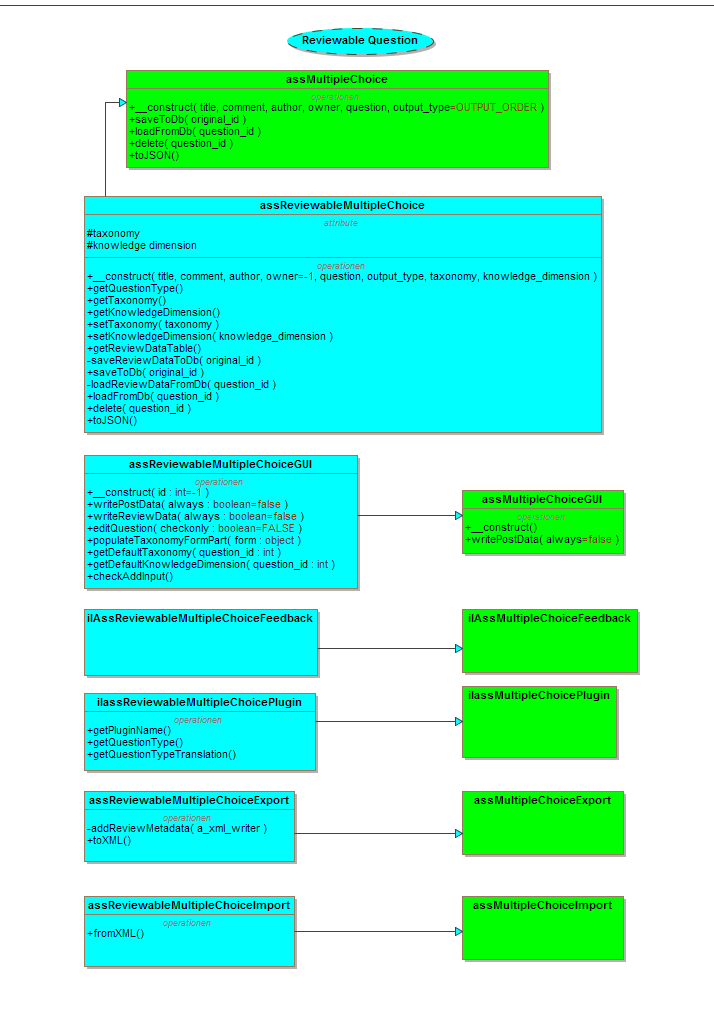 Reviewable Question
assMultipleChoice
operationen
+__construct( title, comment, author, owner, question, output_type=OUTPUT_ORDER )
+saveToDb( original_id )
+loadFromDb( question_id )
+delete( question_id )
+toJSON()
assReviewableMultipleChoice
attribute
#taxonomy
#knowledge dimension
operationen
+__construct( title, comment, author, owner=-1, question, output_type, taxonomy, knowledge_dimension )
+getQuestionType()
+getTaxonomy()
+getKnowledgeDimension()
+setTaxonomy( taxonomy )
+setKnowledgeDimension( knowledge_dimension )
+getReviewDataTable()
-saveReviewDataToDb( original_id )
+saveToDb( original_id )
-loadReviewDataFromDb( question_id )
+loadFromDb( question_id )
+delete( question_id )
+toJSON()
assReviewableMultipleChoiceGUI
operationen
+__construct( id : int=-1 )
+writePostData( always : boolean=false )
+writeReviewData( always : boolean=false )
+editQuestion( checkonly : boolean=FALSE )
+populateTaxonomyFormPart( form : object )
+getDefaultTaxonomy( question_id : int )
+getDefaultKnowledgeDimension( question_id : int )
+checkAddInput()
assMultipleChoiceGUI
operationen
+__construct()
+writePostData( always=false )
ilAssReviewableMultipleChoiceFeedback
ilAssMultipleChoiceFeedback
ilassReviewableMultipleChoicePlugin
operationen
+getPluginName()
+getQuestionType()
+getQuestionTypeTranslation()
ilassMultipleChoicePlugin
assReviewableMultipleChoiceExport
operationen
-addReviewMetadata( a_xml_writer )
+toXML()
assMultipleChoiceExport
assReviewableMultipleChoiceImport
operationen
+fromXML()
assMultipleChoiceImport